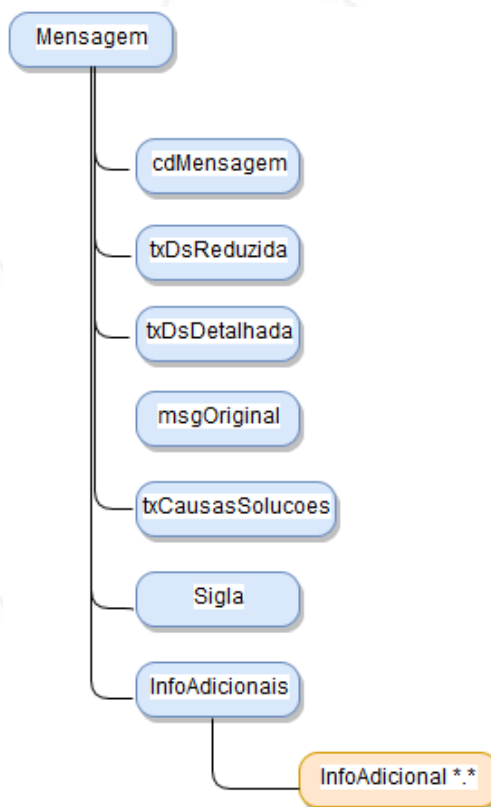 Mensagem
cdMensagem
txDsReduzida
txDsDetalhada
msgOriginal
txCausasSolucoes
Sigla
InfoAdicionais
InfoAdicional *.*